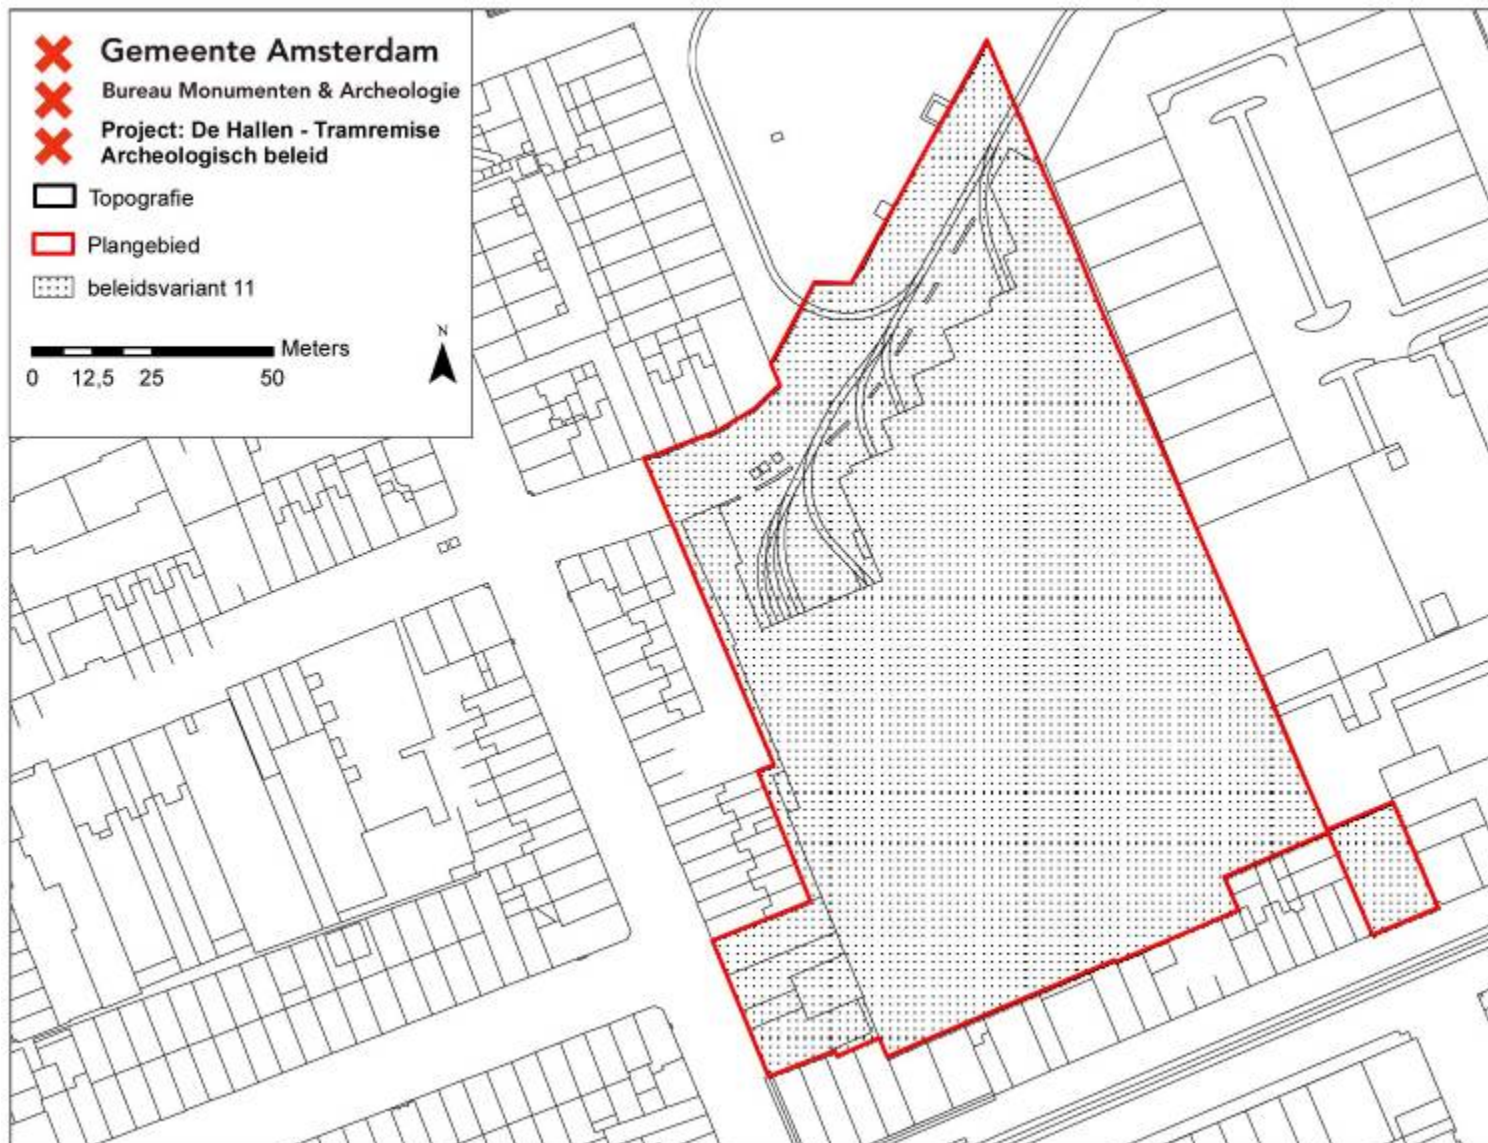 Gemeente Amsterdam
Bureau Monumenten & Archeologie
Project: De Hallen - Tramremise
Archeologisch beleid
Topografie
Plangebied
beleidsvariant 11
N
Meters
0 12,5 25 50